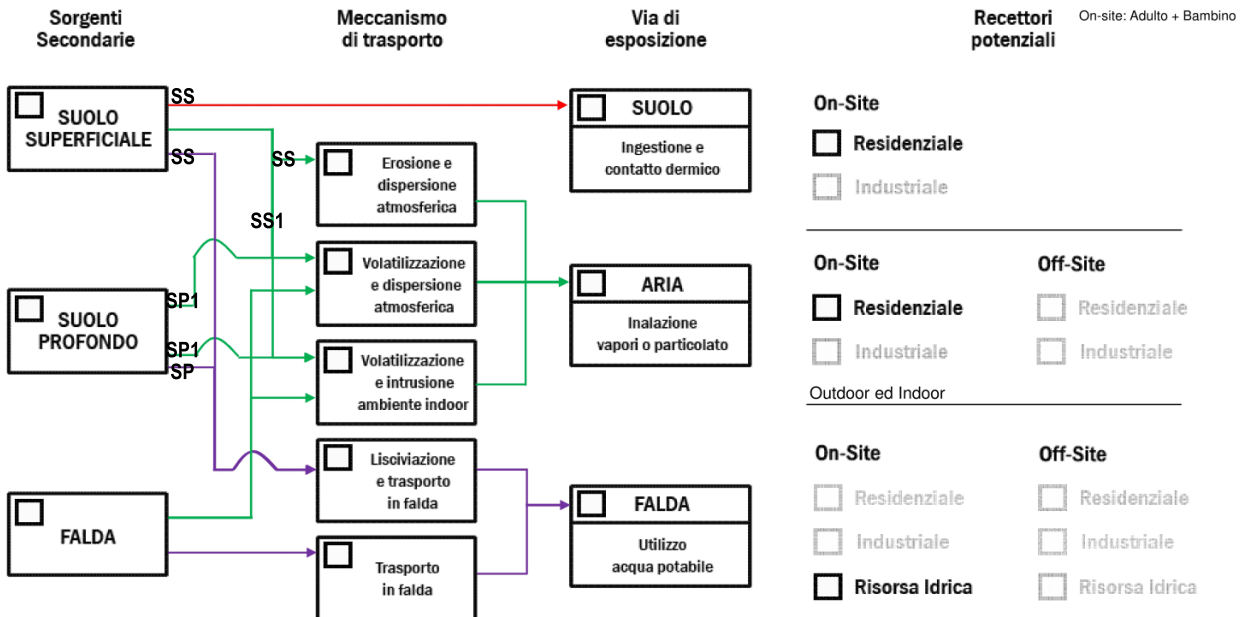 Sorgenti
Secondarie
Meccanismo
di trasporto
Via di
esposizione
Recettori
potenziali
On-site: Adulto + Bambino
SUOLO
SUPERFICIALE
SS
SS
SS
SS1
SUOLO
PROFONDO
SP1
SP1
SP
FALDA
Erosione e
dispersione
atmosferica
Volatilizzazione
e dispersione
atmosferica
Volatilizzazione
e intrusione
ambiente indoor
Lisciviazione
e trasporto
in falda
Trasporto
in falda
SUOLO
Ingestione e
contatto dermico
ARIA
Inalazione
vapori o particolato
FALDA
Utilizzo
acqua potabile
On-Site
Residenziale
Industriale
On-Site
Off-Site
Residenziale
Residenziale
Industriale
Industriale
Outdoor ed Indoor
On-Site
Off-Site
Residenziale
Residenziale
Industriale
Industriale
Risorsa Idrica
Risorsa Idrica